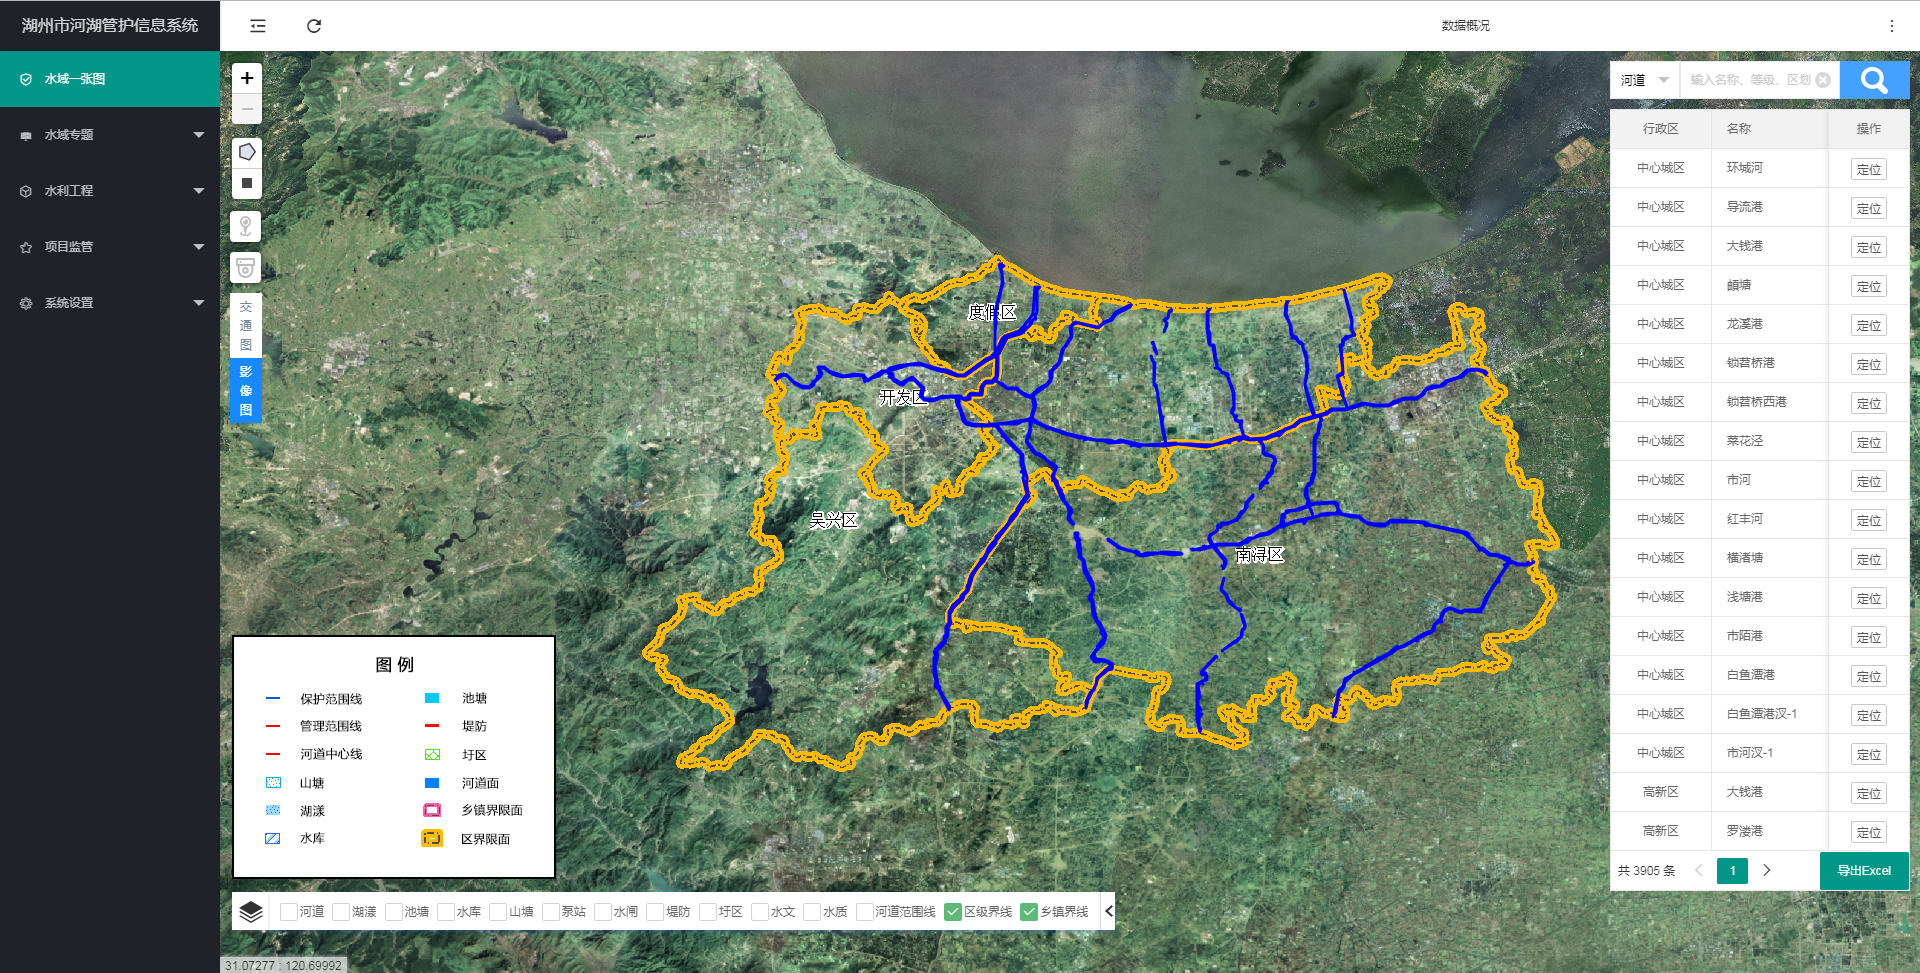 湖州市河湖管护信息系统
数据概况
水域一张图
水域专题
水利工程
项目监管
系统设置
+
−
交通图
影像图
度假区
开发区
吴兴区
南浔区
河道 输入名称、等级、区划
行政区 名称 操作
中心城区 环城河 定位
中心城区 导流港 定位
中心城区 大钱港 定位
中心城区 頔塘 定位
中心城区 龙溪港 定位
中心城区 锁苕桥港 定位
中心城区 锁苕桥西港 定位
中心城区 菜花泾 定位
中心城区 市河 定位
中心城区 红丰河 定位
中心城区 横渚塘 定位
中心城区 浅塘港 定位
中心城区 市陌港 定位
中心城区 白鱼潭港 定位
中心城区 白鱼潭港汊-1 定位
中心城区 市河汊-1 定位
高新区 大钱港 定位
高新区 罗溇港 定位
共 3905 条 1 导出Excel
图 例
保护范围线 池塘
管理范围线 堤防
河道中心线 圩区
山塘 河道面
湖漾 乡镇界限面
水库 区界限面
河道 湖漾 池塘 水库 山塘 泵站 水闸 堤防 圩区 水文 水质 河道范围线 区级界线 乡镇界线
31.07277 : 120.69992